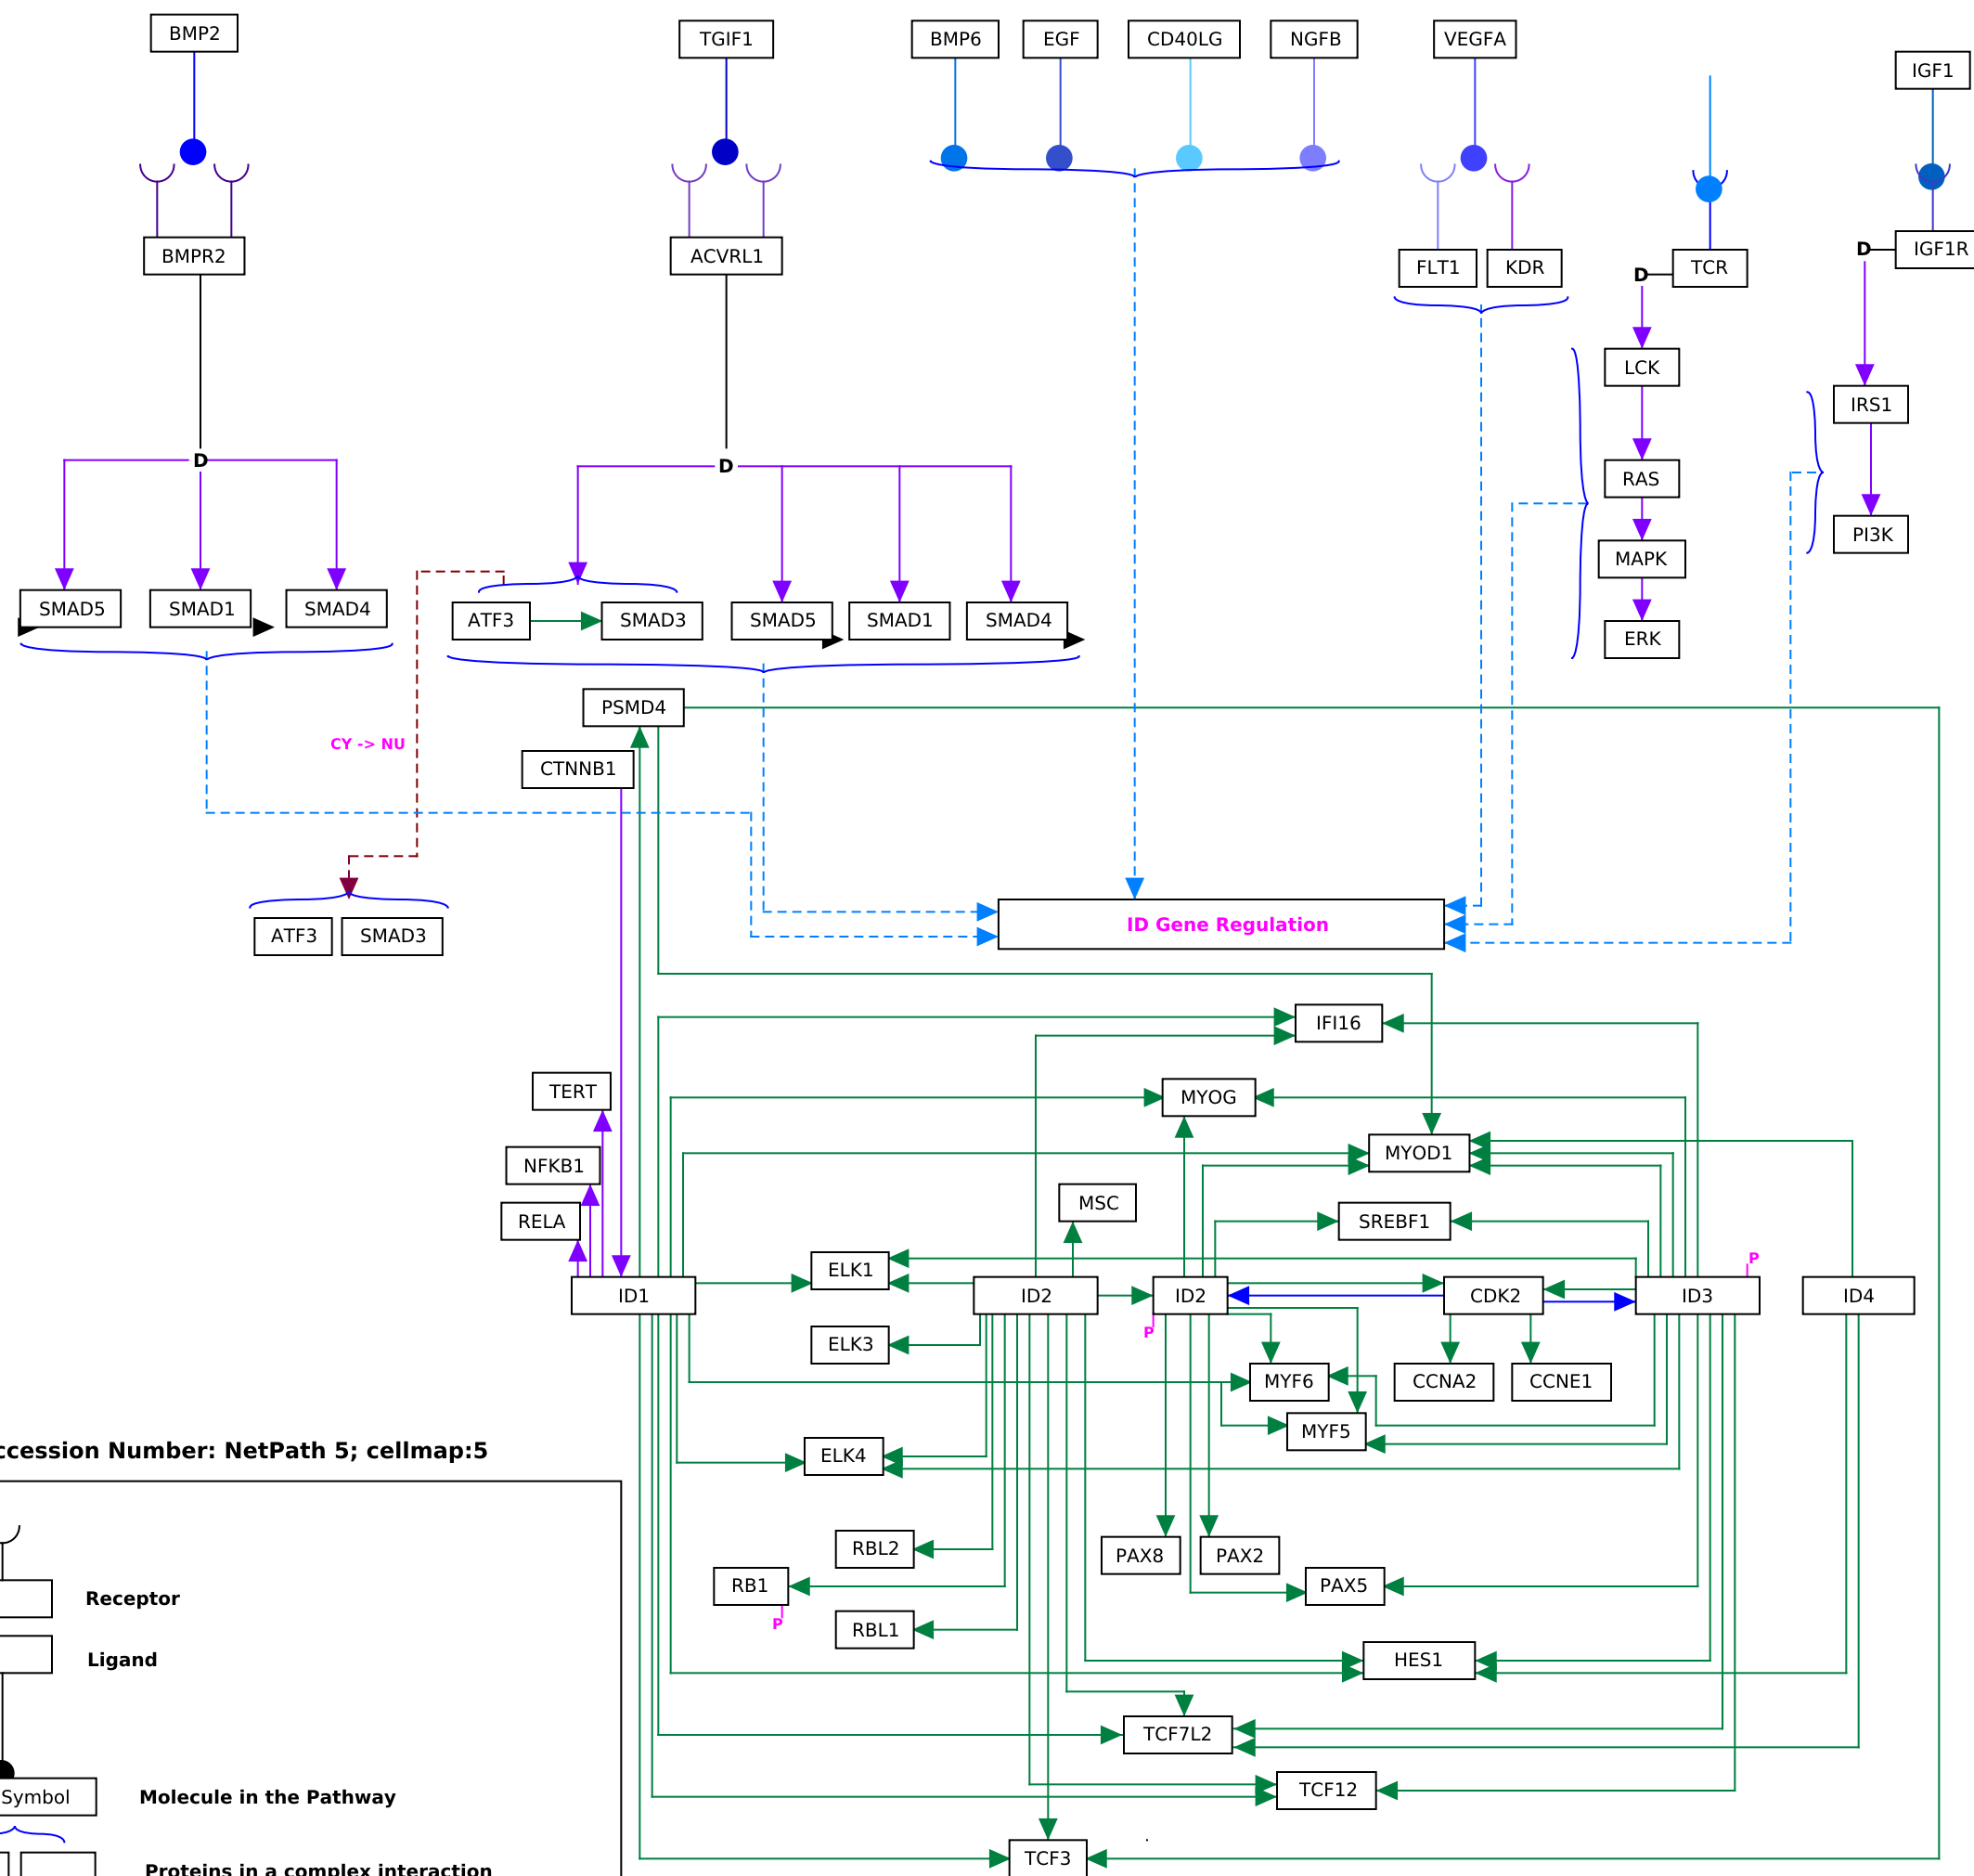 BMP2
TGIF1
BMP6
EGF
CD40LG
NGFB
VEGFA
IGF1
BMPR2
ACVRL1
FLT1
KDR
D
TCR
D
IGF1R
LCK
IRS1
D
D
RAS
PI3K
MAPK
SMAD5
SMAD1
SMAD4
ATF3
SMAD3
SMAD5
SMAD1
SMAD4
ERK
PSMD4
CY -> NU
CTNNB1
ATF3
SMAD3
ID Gene Regulation
IFI16
TERT
MYOG
NFKB1
MYOD1
MSC
RELA
SREBF1
ELK1
P
ID1
ID2
ID2
CDK2
ID3
ID4
P
ELK3
MYF6
CCNA2
CCNE1
MYF5
ELK4
ccession Number: NetPath 5; cellmap:5
RBL2
PAX8
PAX2
RB1
PAX5
P
Receptor
RBL1
Ligand
HES1
TCF7L2
Symbol
Molecule in the Pathway
TCF12
TCF3
Proteins in a complex interaction